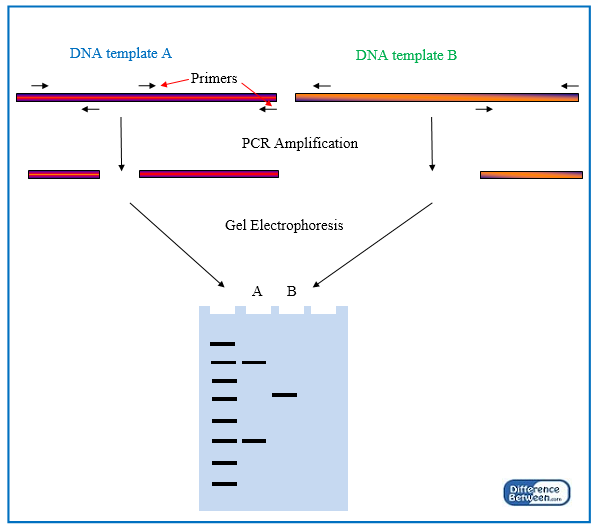 DNA template A
DNA template B
Primers
PCR Amplification
Gel Electrophoresis
A B
Difference
Between.com